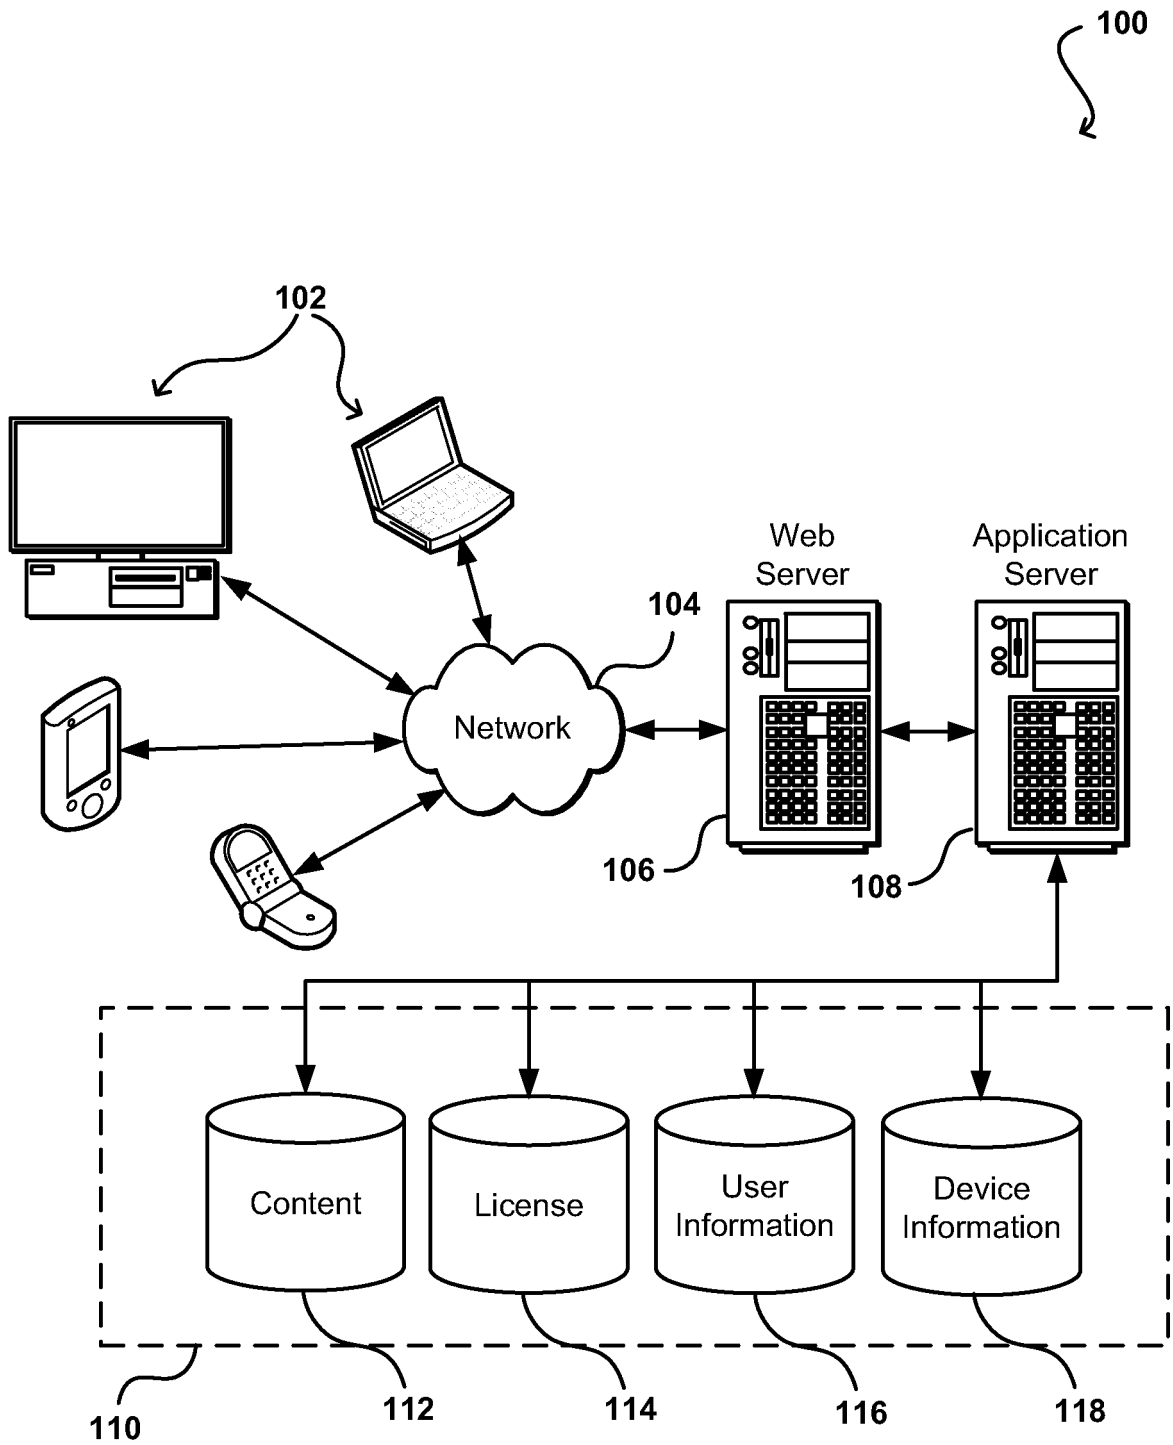 100
102
Web
Server
Application
Server
104
Network
106
108
Content
License
User
Information
Device
Information
110
112
114
116
118